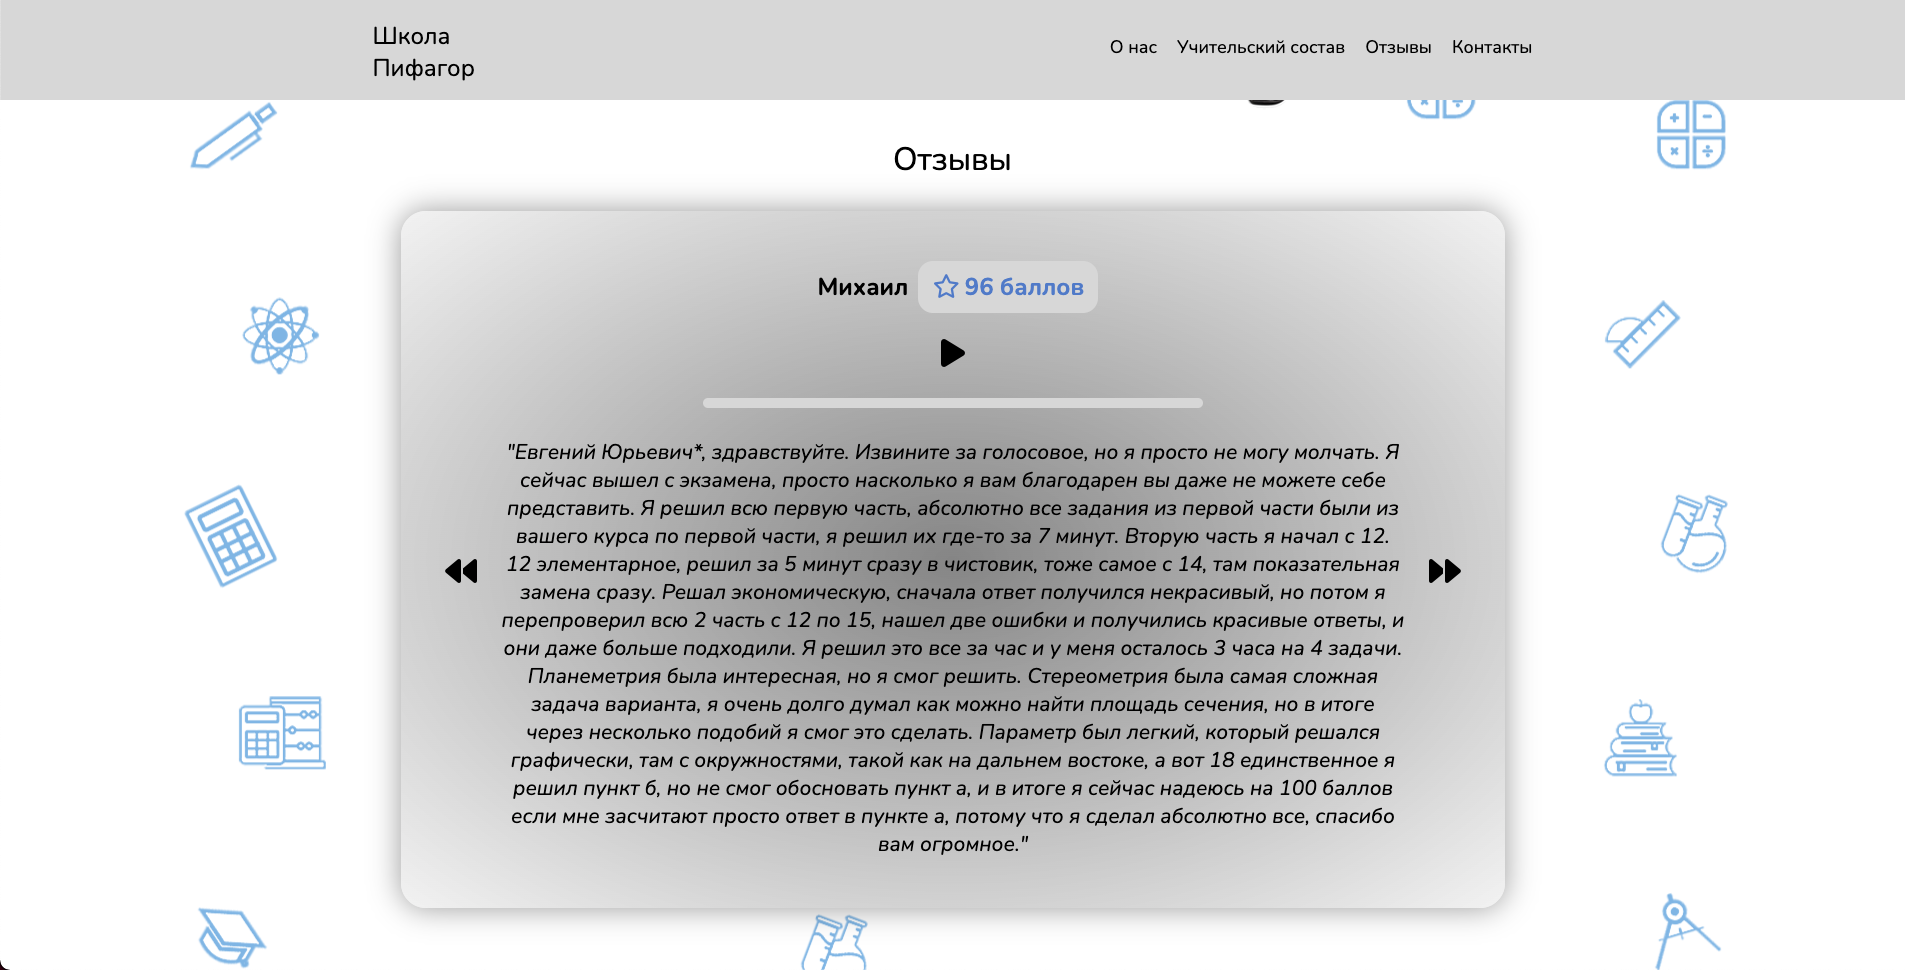 Школа
Пифагор
О нас Учительский состав Отзывы Контакты
Отзывы
Михаил 96 баллов
"Евгений Юрьевич*, здравствуйте. Извините за голосовое, но я просто не могу молчать. Я
сейчас вышел с экзамена, просто насколько я вам благодарен вы даже не можете себе
представить. Я решил всю первую часть, абсолютно все задания из первой части были из
вашего курса по первой части, я решил их где-то за 7 минут. Вторую часть я начал с 12.
12 элементарное, решил за 5 минут сразу в чистовик, тоже самое с 14, там показательная
замена сразу. Решал экономическую, сначала ответ получился некрасивый, но потом я
перепроверил всю 2 часть с 12 по 15, нашел две ошибки и получились красивые ответы, и
они даже больше подходили. Я решил это все за час и у меня осталось 3 часа на 4 задачи.
Планеметрия была интересная, но я смог решить. Стереометрия была самая сложная
задача варианта, я очень долго думал как можно найти площадь сечения, но в итоге
через несколько подобий я смог это сделать. Параметр был легкий, который решался
графически, там с окружностями, такой как на дальнем востоке, а вот 18 единственное я
решил пункт б, но не смог обосновать пункт а, и в итоге я сейчас надеюсь на 100 баллов
если мне засчитают просто ответ в пункте а, потому что я сделал абсолютно все, спасибо
вам огромное."